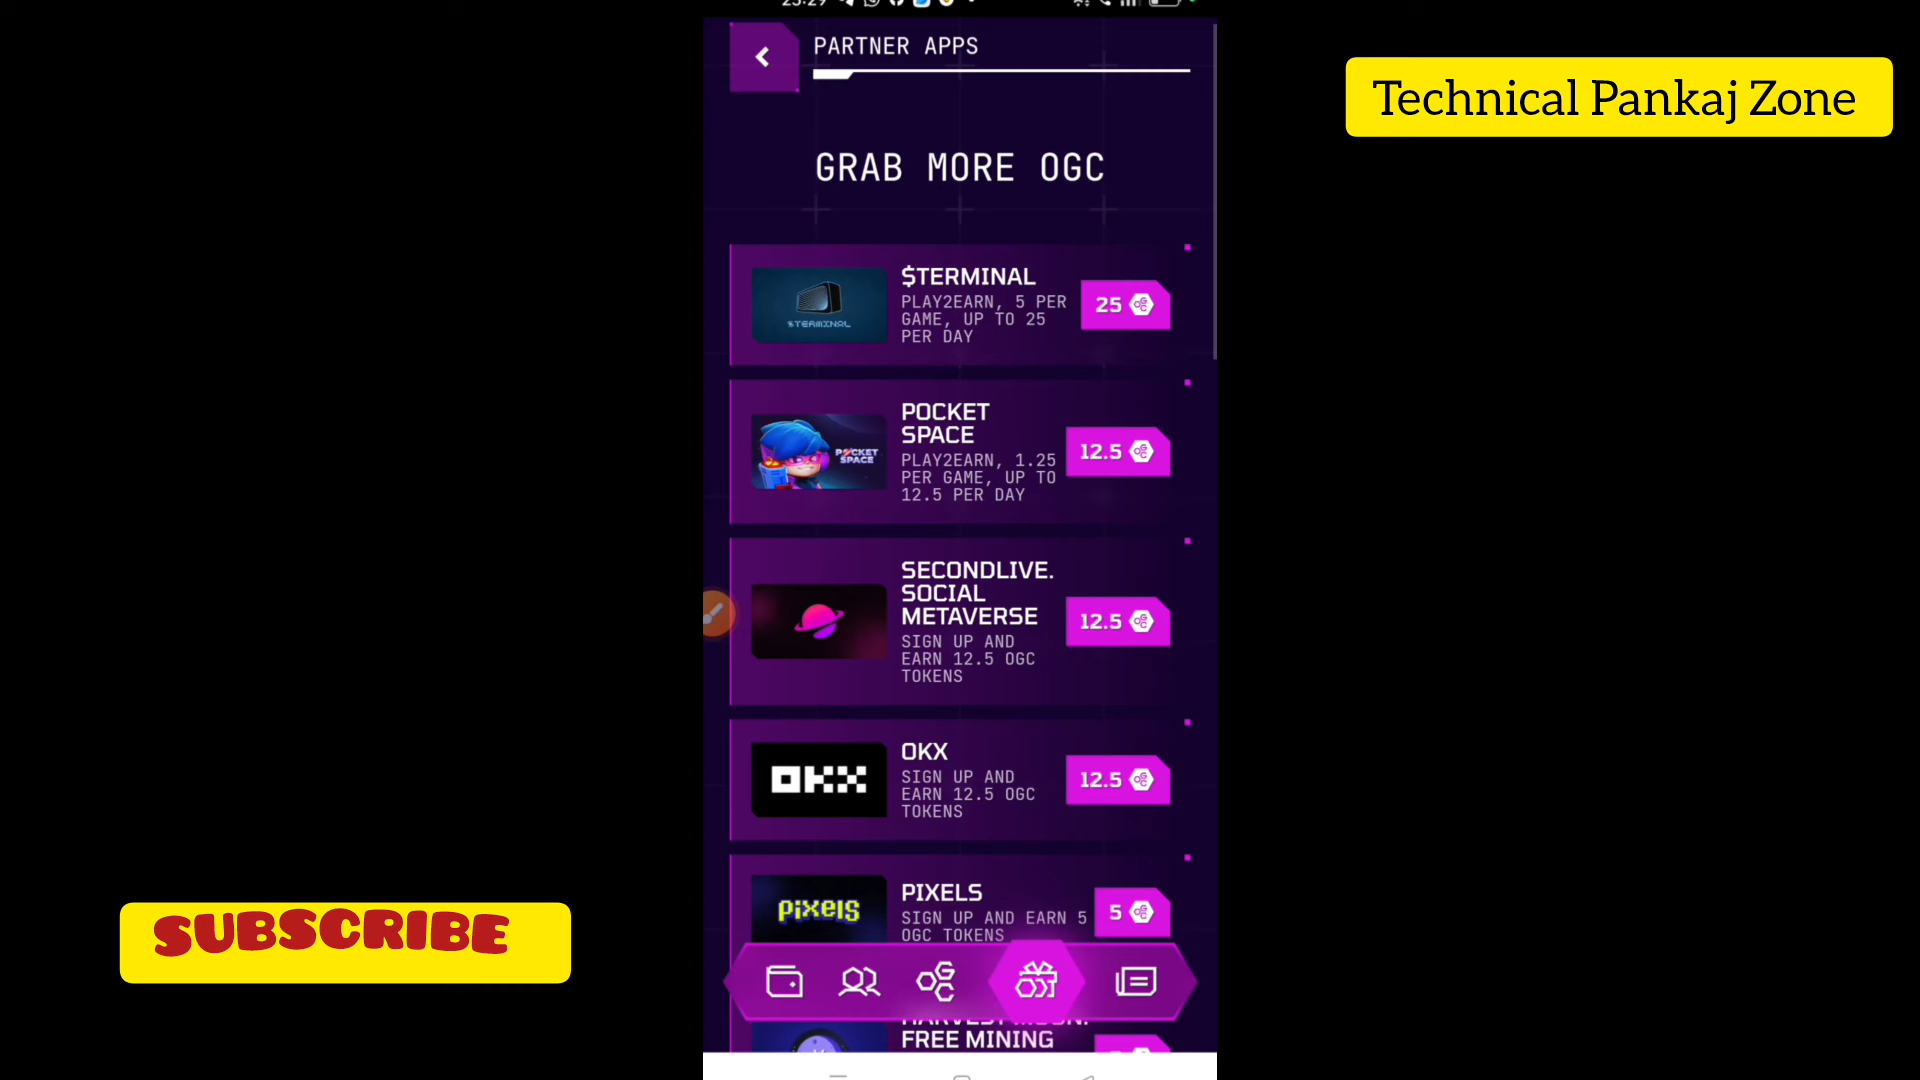 23:29
PARTNER APPS
Technical Pankaj Zone
GRAB MORE OGC
$TERMINAL
$TERMINAL
PLAY2EARN, 5 PER
GAME, UP TO 25
PER DAY
25
POCKET
SPACE
POCKET
SPACE
PLAY2EARN, 1.25
PER GAME, UP TO
12.5 PER DAY
12.5
SECONDLIVE.
SOCIAL
METAVERSE
SIGN UP AND
EARN 12.5 OGC
TOKENS
12.5
OKX
OKX
SIGN UP AND
EARN 12.5 OGC
TOKENS
12.5
pixels
PIXELS
SIGN UP AND EARN 5
OGC TOKENS
5
SUBSCRIBE
FREE MINING